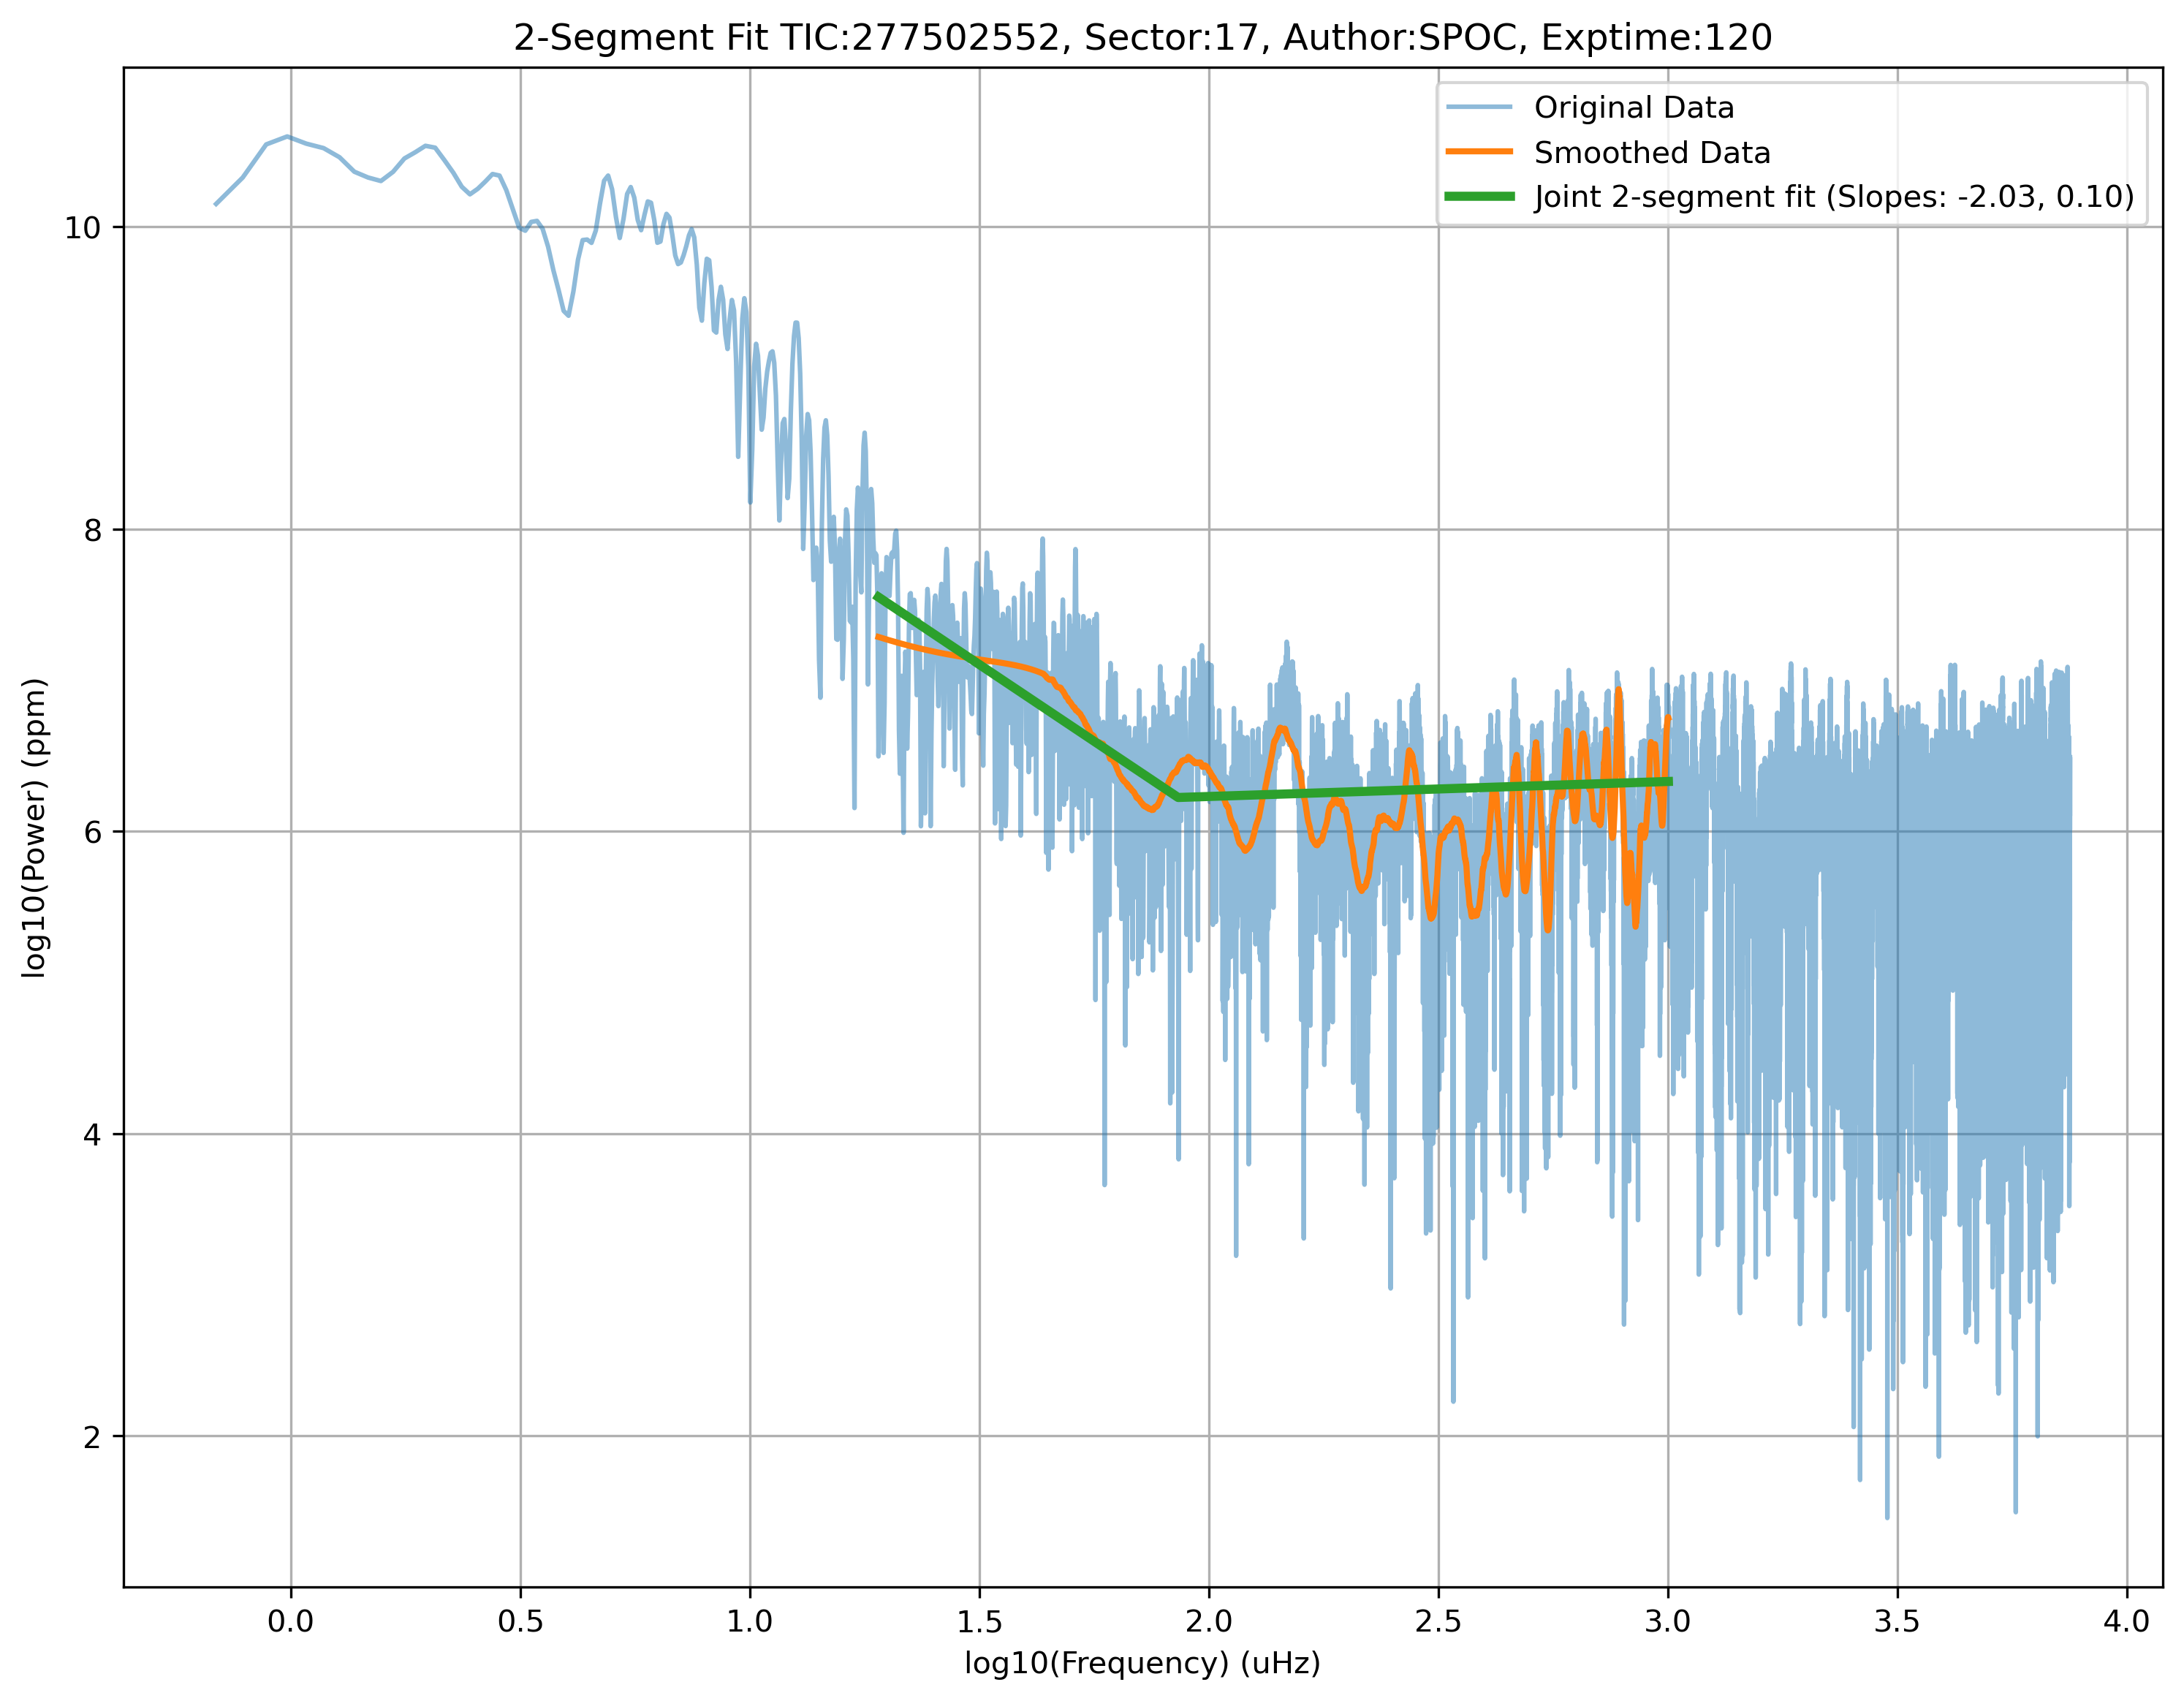 2-Segment Fit TIC:277502552, Sector:17, Author:SPOC, Exptime:120
Original Data
Smoothed Data
Joint 2-segment fit (Slopes: -2.03, 0.10)
log10(Power) (ppm)
10
8
6
4
2
0.0 0.5 1.0 1.5 2.0 2.5 3.0 3.5 4.0
log10(Frequency) (uHz)